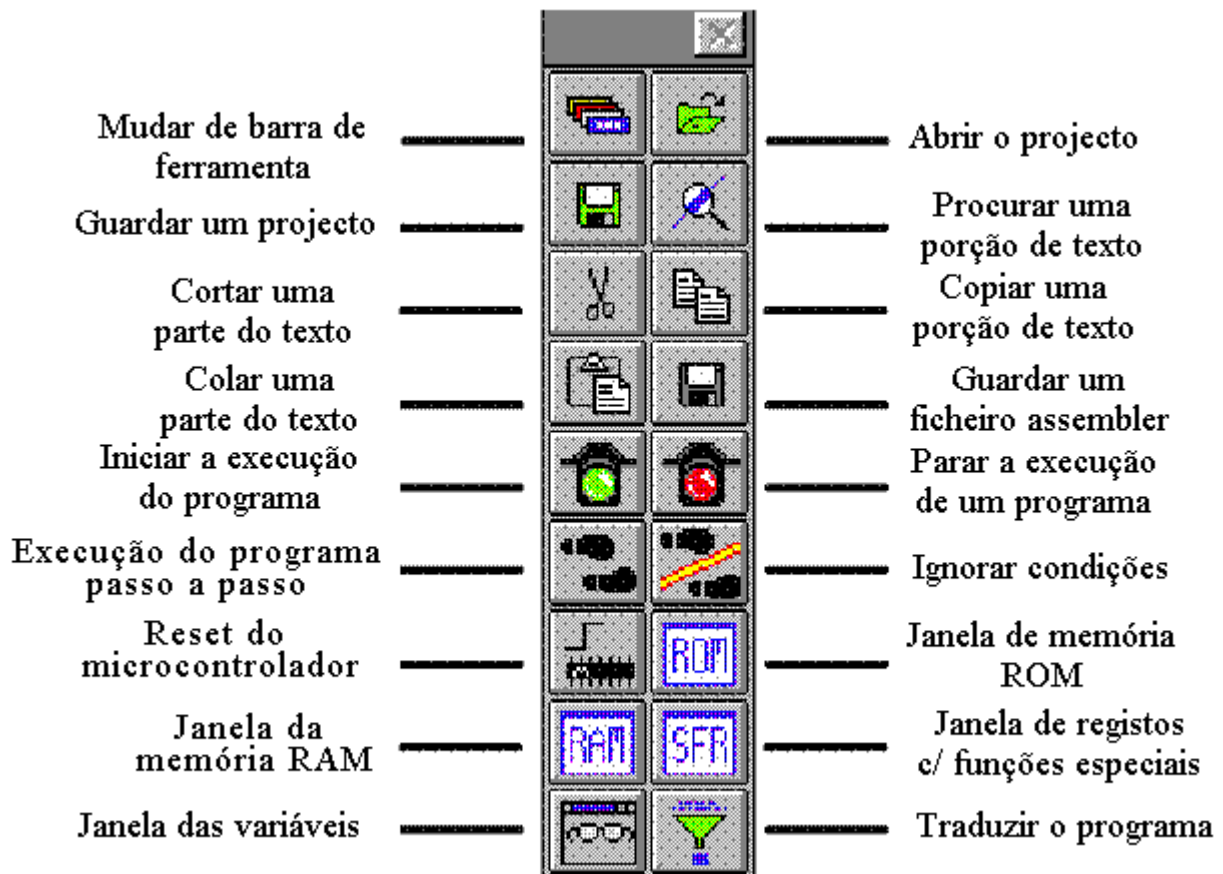 Mudar de barra de
ferramenta
Abrir o projecto
Guardar um projecto
Procurar uma
porção de texto
Cortar uma
parte do texto
Copiar uma
porção de texto
Colar uma
parte do texto
Guardar um
ficheiro assembler
Iniciar a execução
do programa
Parar a execução
de um programa
Execução do programa
passo a passo
Ignorar condições
Reset do
microcontrolador
ROM
Janela de memória
ROM
Janela da
memória RAM
RAM
SFR
Janela de registos
c/ funções especiais
Janela das variáveis
Traduzir o programa